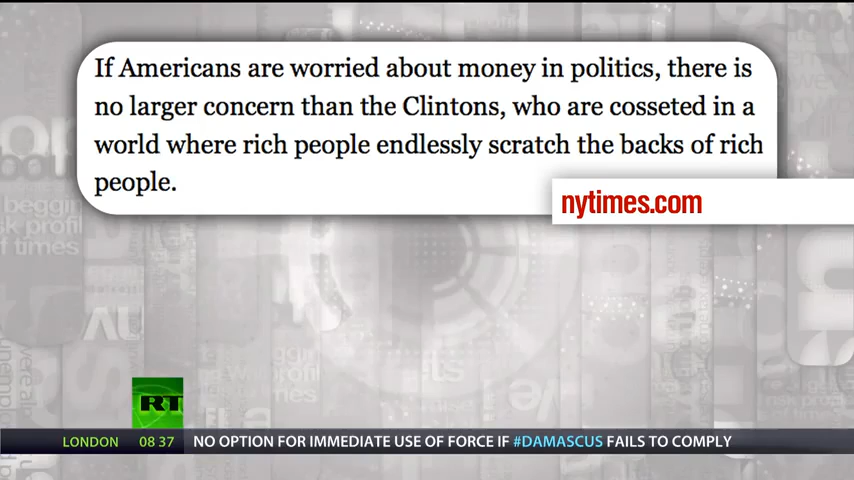 If Americans are worried about money in politics, there is
no larger concern than the Clintons, who are cosseted in a
world where rich people endlessly scratch the backs of rich
people.
nytimes.com
RT
LONDON 08 37 NO OPTION FOR IMMEDIATE USE OF FORCE IF #DAMASCUS FAILS TO COMPLY